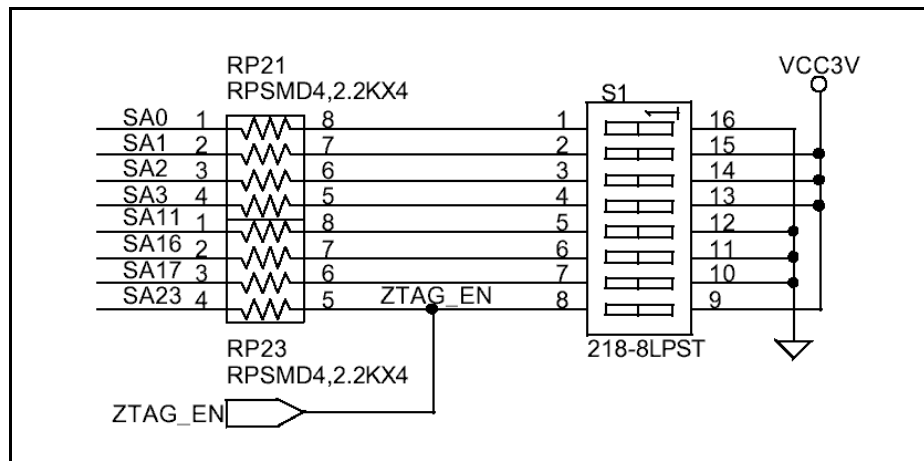 RP21
RPSMD4,2.2KX4
VCC3V
S1
1
SA0 1 8 1 16
SA1 2 7 2 15
SA2 3 6 3 14
SA3 4 5 4 13
SA11 1 8 5 12
SA16 2 7 6 11
SA17 3 6 7 10
SA23 4 5 ZTAG_EN 8 9
RP23
RPSMD4,2.2KX4
218-8LPST
ZTAG_EN